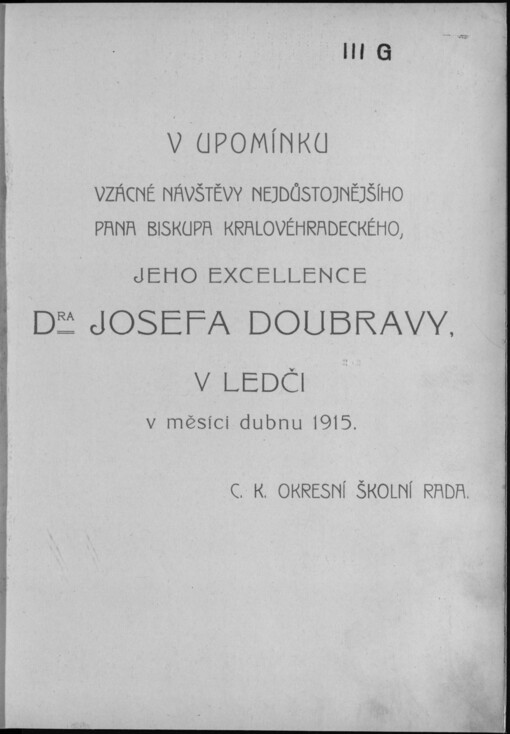 III G
V UPOMÍNKU
VZÁCNÉ NÁVŠTĚVY NEJDŮSTOJNĚJŠÍHO
PANA BISKUPA KRALOVÉHRADECKÉHO,
JEHO EXCELLENCE
DRA JOSEFA DOUBRAVY,
V LEDČI
v měsíci dubnu 1915.
C. K. OKRESNÍ ŠKOLNÍ RADA.